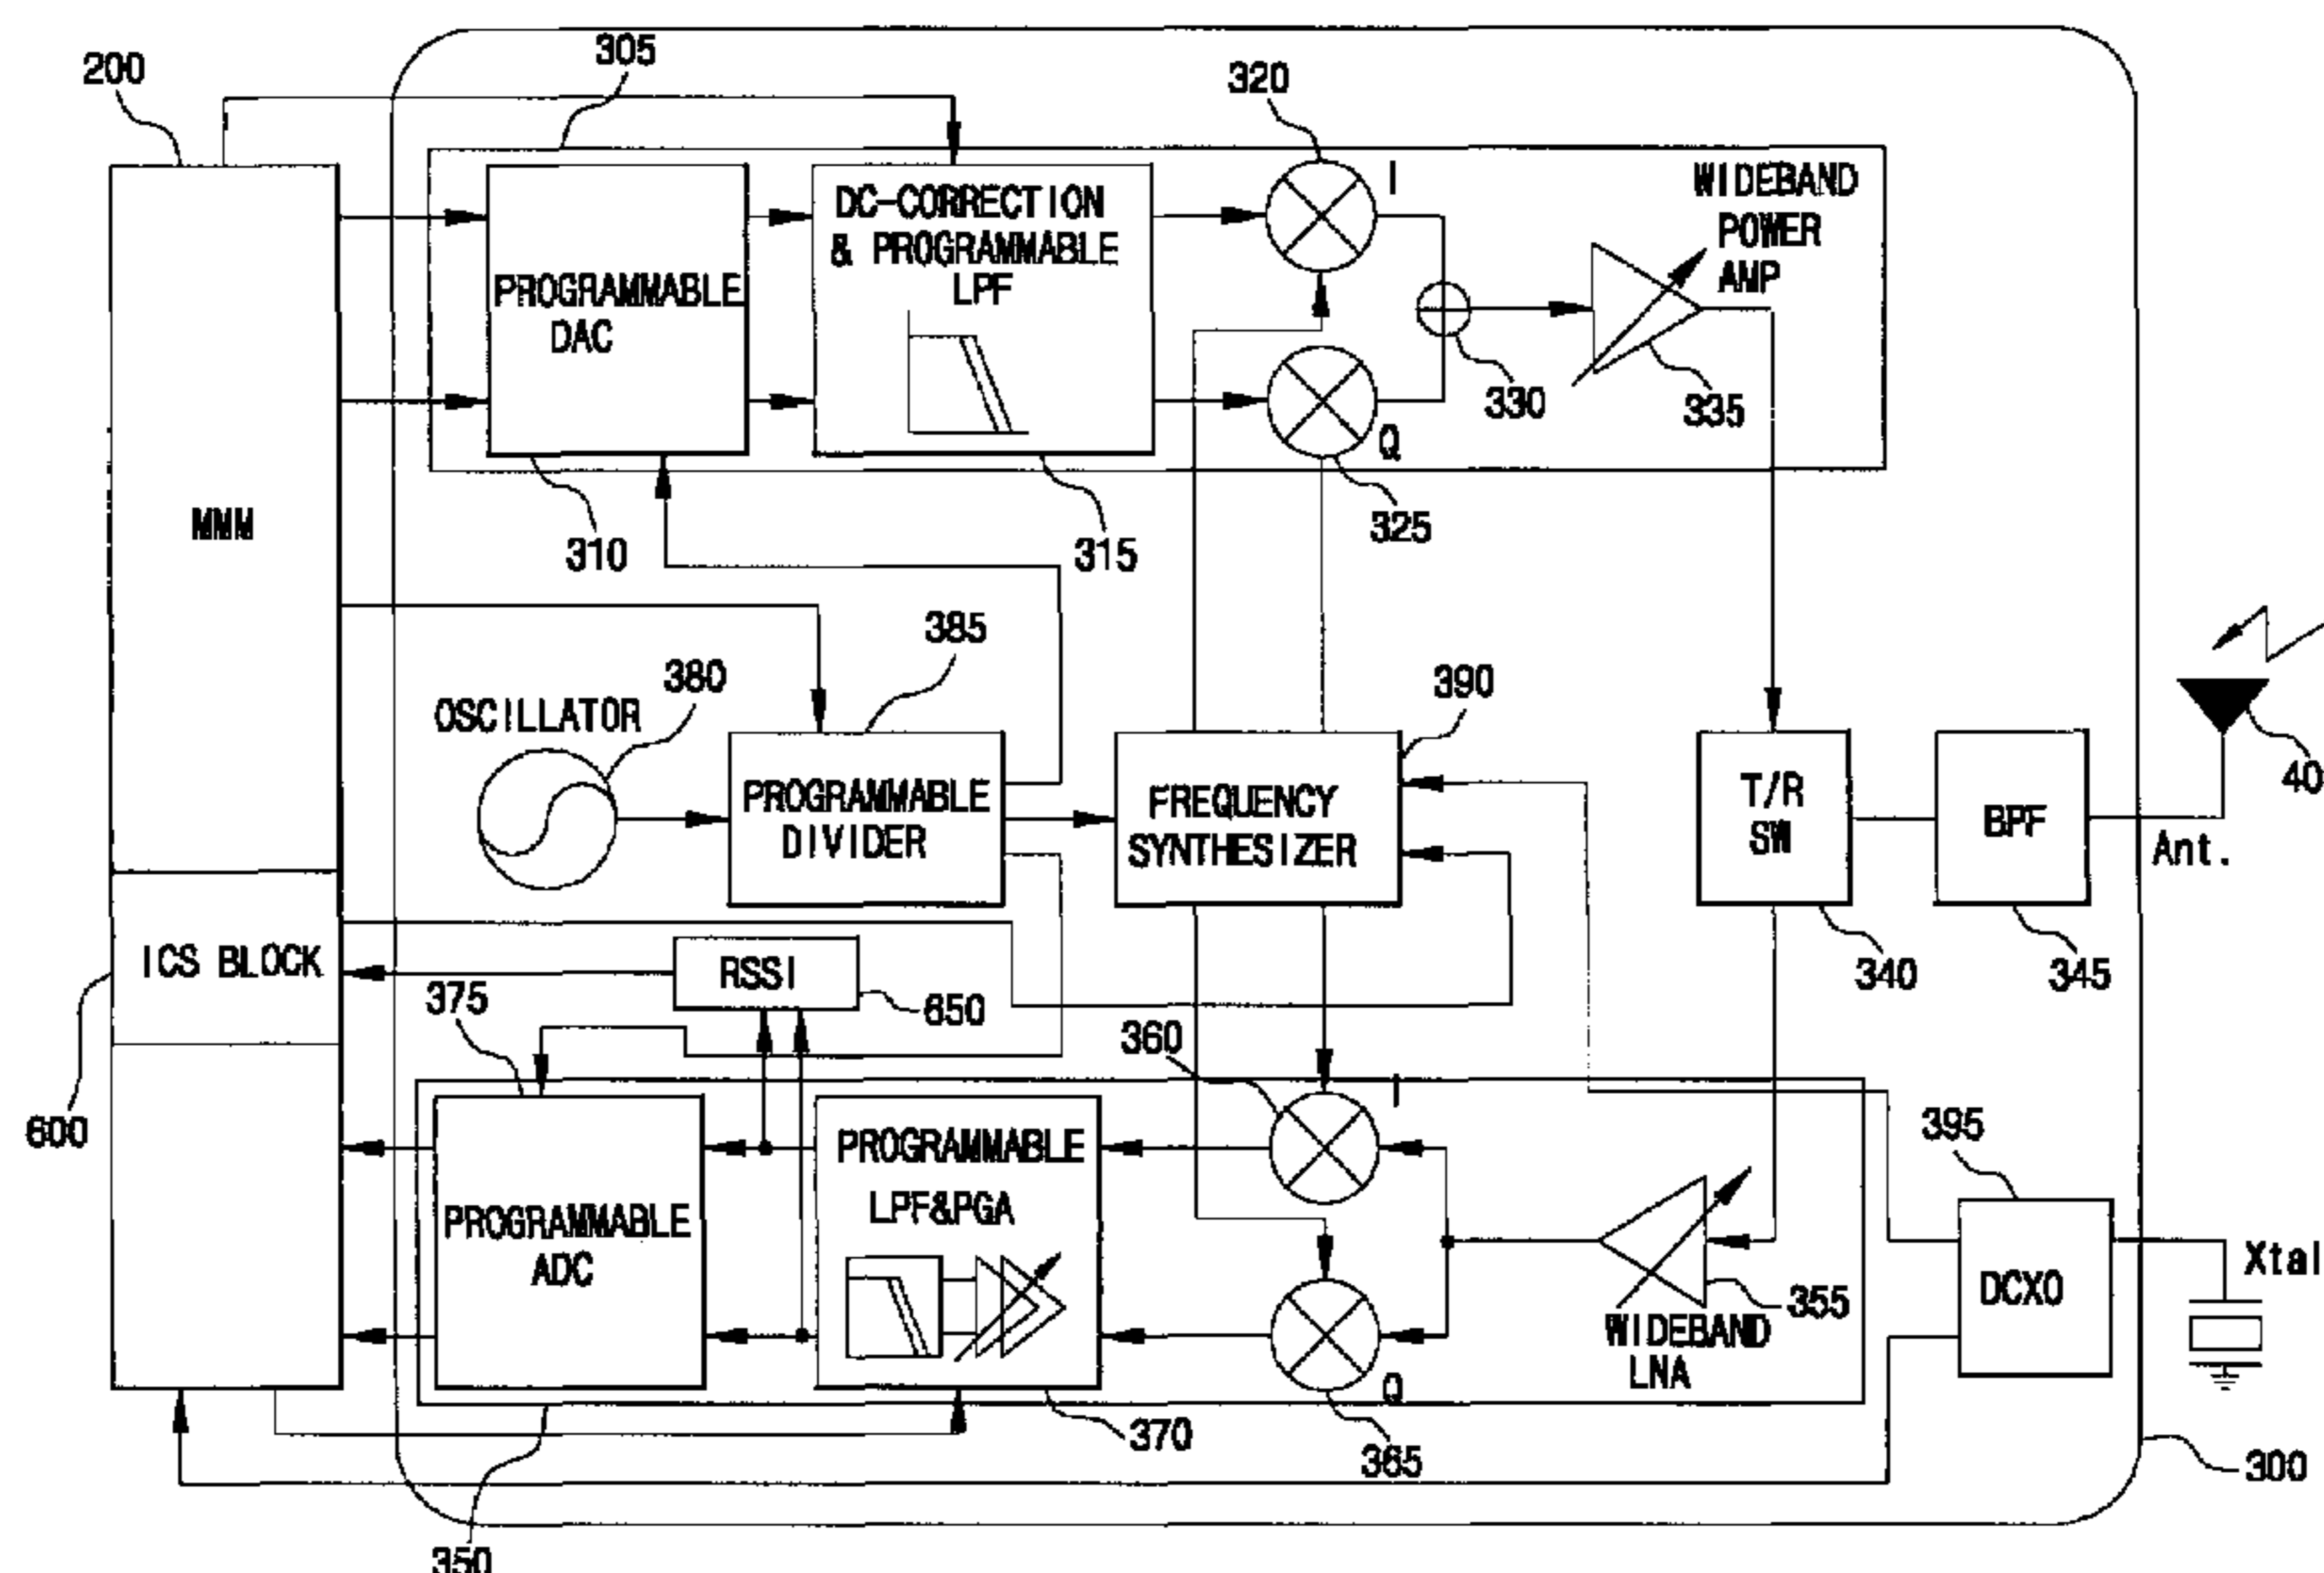 305
200
320
I
DC-CORRECTION
& PROGRAMMABLE
LPF
WIDEBAND
POWER
AMP
PROGRAMMABLE
DAC
330
335
Q
325
MMM
310
315
385
380
390
OSCILLATOR
40
PROGRAMMABLE
DIVIDER
FREQUENCY
SYNTHESIZER
T/R
SW
BPF
Ant.
ICS BLOCK
RSSI
340
345
375
650
360
I
600
395
PROGRAMMABLE
LPF&PGA
PROGRAMMABLE
ADC
Xtal
DCXO
355
WIDEBAND
LNA
Q
370
365
300
350